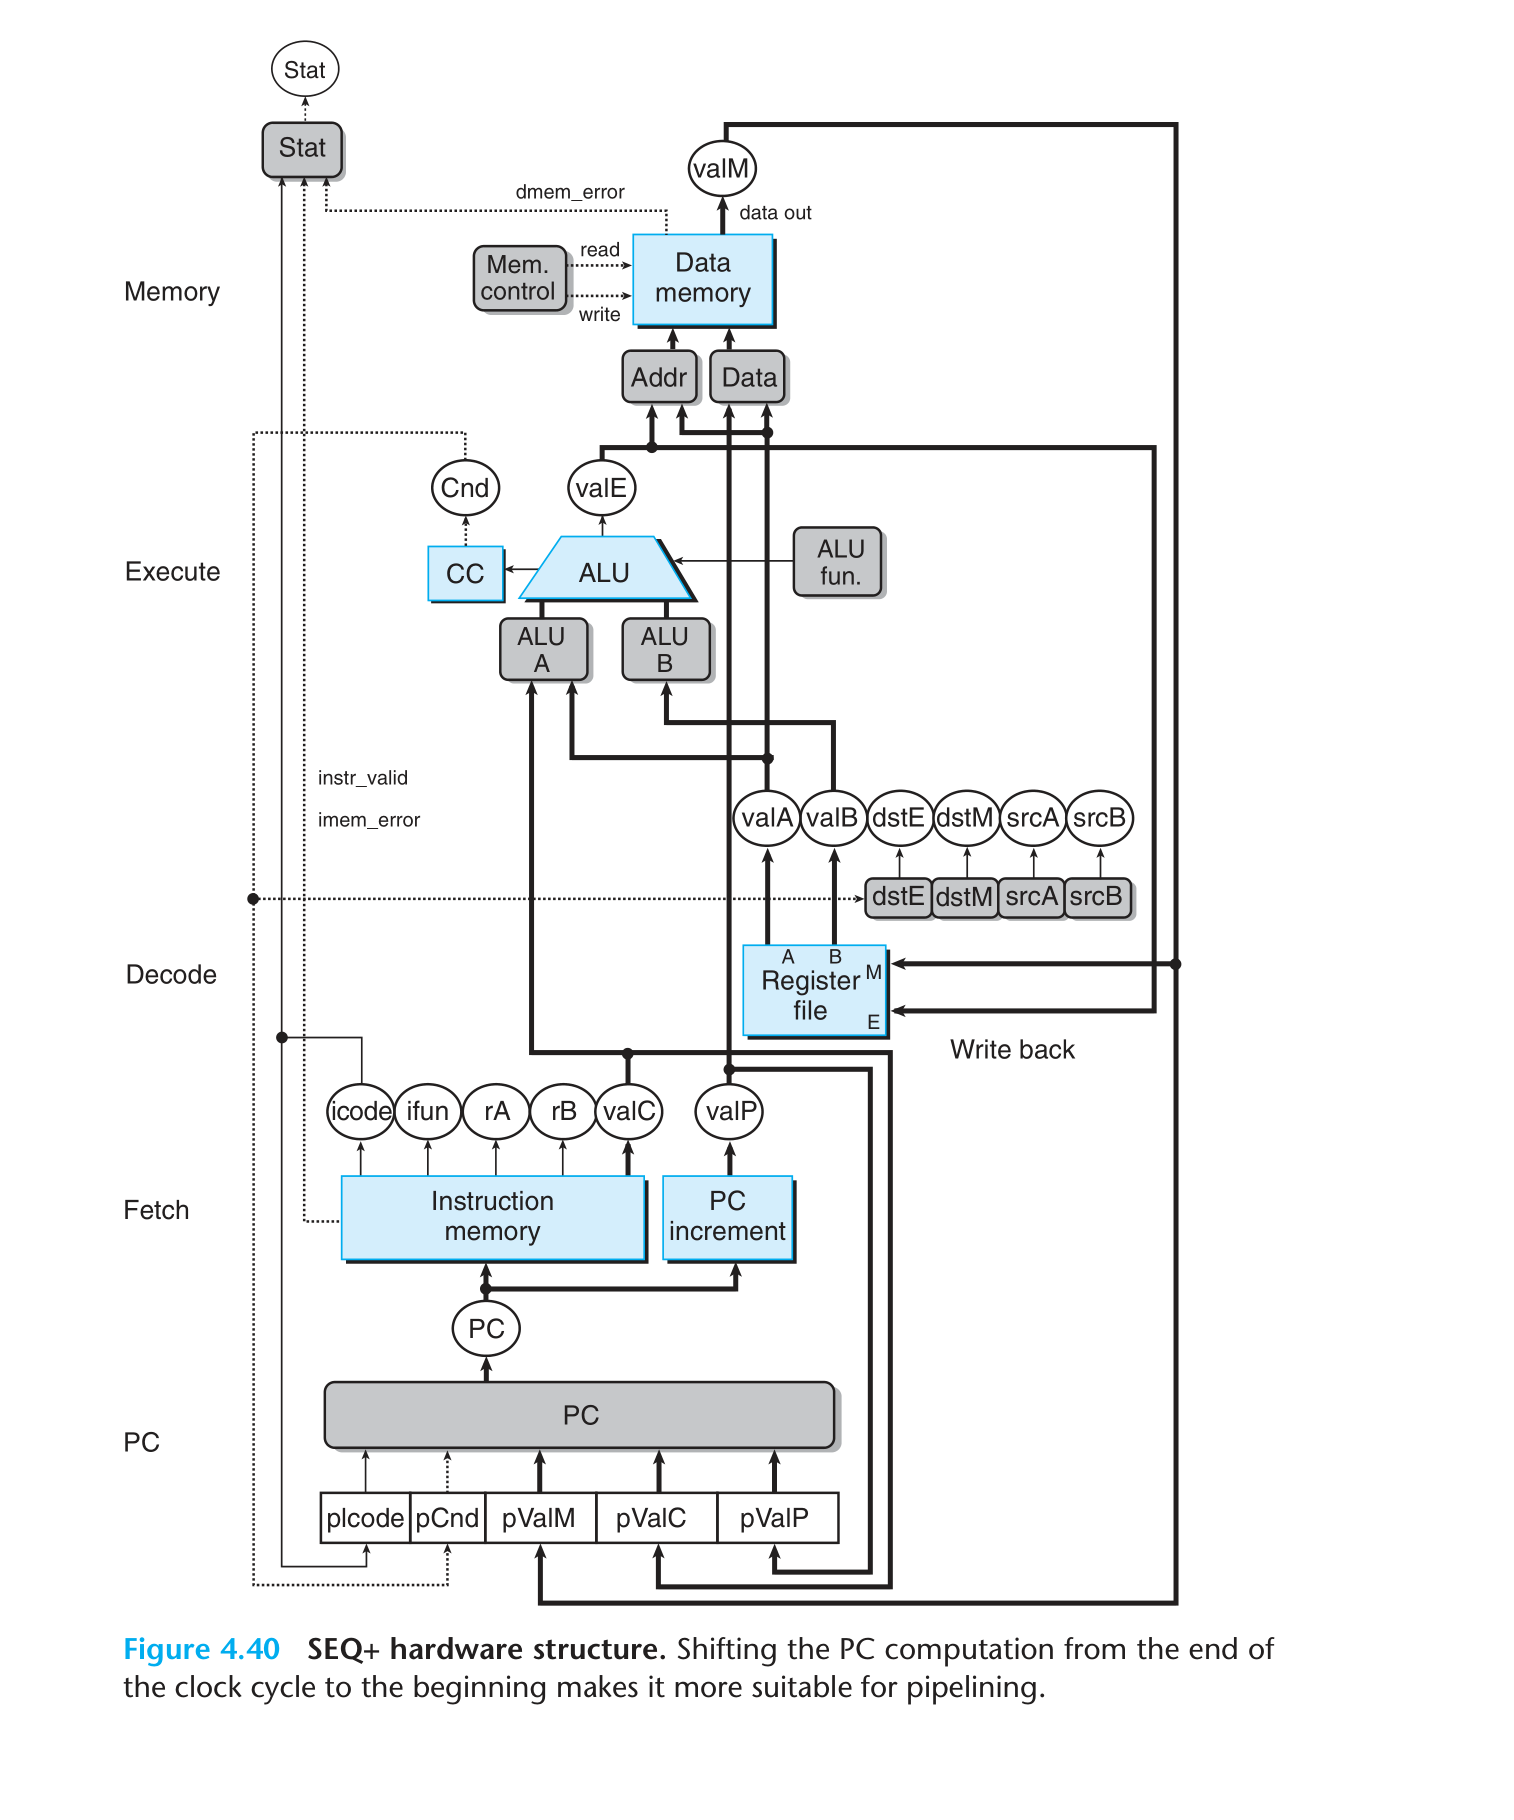 Stat
Stat
valM
dmem_error
data out
read
Mem.
control
Data
memory
Memory
write
Addr
Data
Cnd
valE
ALU
fun.
Execute
CC
ALU
ALU
A
ALU
B
instr_valid
imem_error
valA
valB
dstE
dstM
srcA
srcB
dstE
dstM
srcA
srcB
A
B
M
Register
file
E
Decode
Write back
icode
ifun
rA
rB
valC
valP
Fetch
Instruction
memory
PC
increment
PC
PC
PC
pIcode
pCnd
pValM
pValC
pValP
Figure 4.40 SEQ+ hardware structure. Shifting the PC computation from the end of
the clock cycle to the beginning makes it more suitable for pipelining.